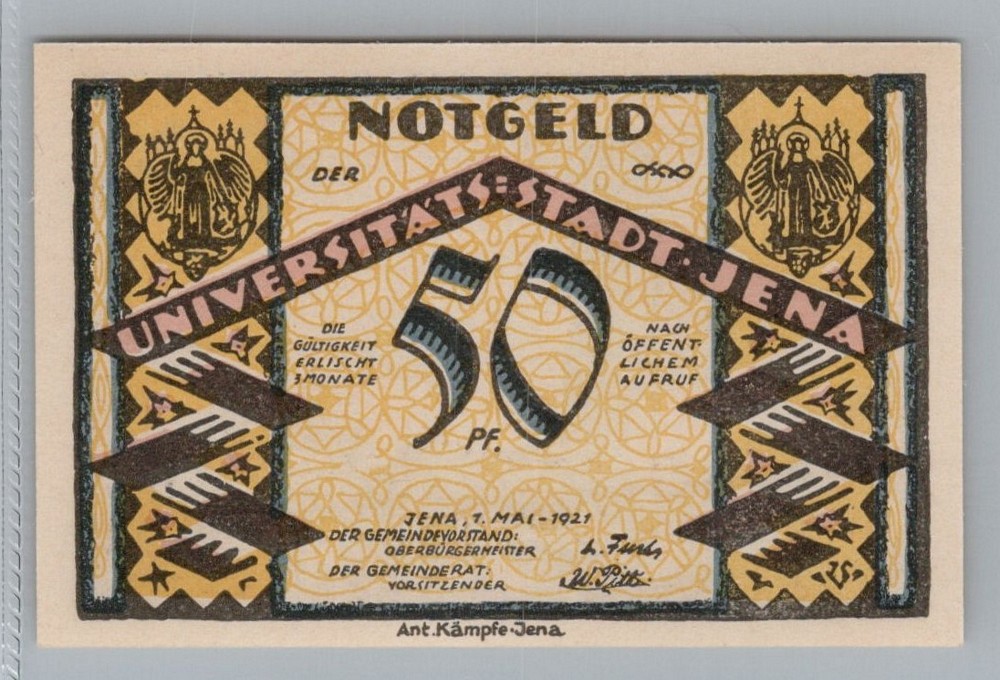 NOTGELD
DER
UNIVERSITÄTS=STADT·JENA
50
PF.
DIE
GÜLTIGKEIT
ERLISCHT
3 MONATE
NACH
ÖFFENT-
LICHEM
AUFRUF
JENA, 1. MAI - 1921
DER GEMEINDEVORSTAND:
OBERBÜRGERMEISTER
DER GEMEINDERAT:
VORSITZENDER
Ant. Kämpfe·Jena